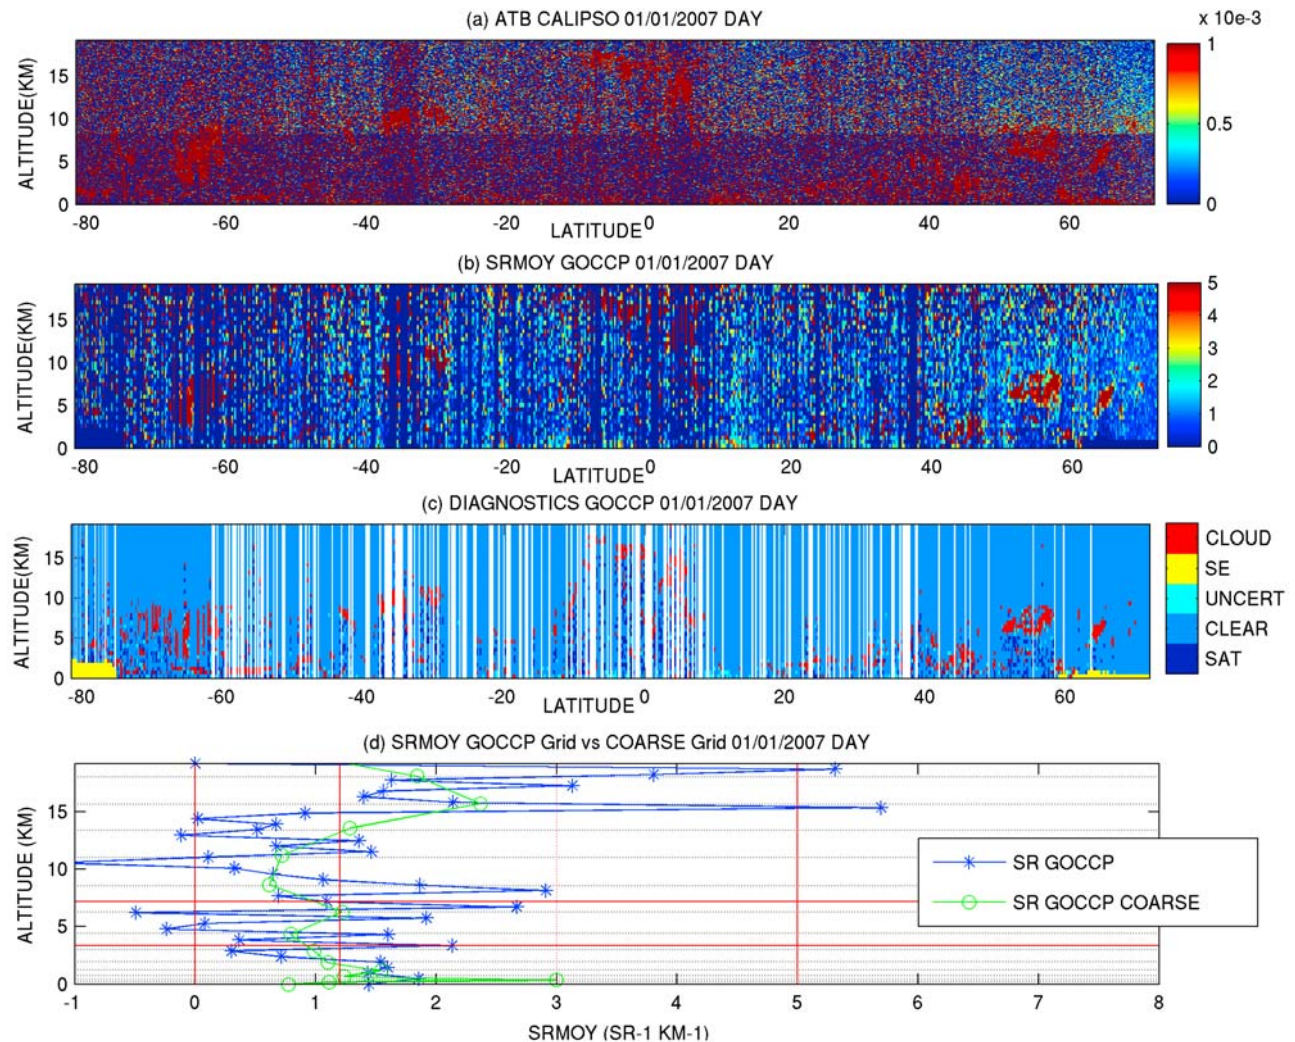 (a) ATB CALIPSO 01/01/2007 DAY
x 10e-3
ALTITUDE(KM)
15
10
5
0
1
0.5
0
-80 -60 -40 -20 0 20 40 60
LATITUDE
(b) SRMOY GOCCP 01/01/2007 DAY
ALTITUDE(KM)
15
10
5
0
5
4
3
2
1
0
-80 -60 -40 -20 0 20 40 60
LATITUDE
(c) DIAGNOSTICS GOCCP 01/01/2007 DAY
ALTITUDE(KM)
15
10
5
0
CLOUD
SE
UNCERT
CLEAR
SAT
-80 -60 -40 -20 0 20 40 60
LATITUDE
(d) SRMOY GOCCP Grid vs COARSE Grid 01/01/2007 DAY
ALTITUDE (KM)
15
10
5
0
SR GOCCP
SR GOCCP COARSE
-1 0 1 2 3 4 5 6 7 8
SRMOY (SR-1 KM-1)